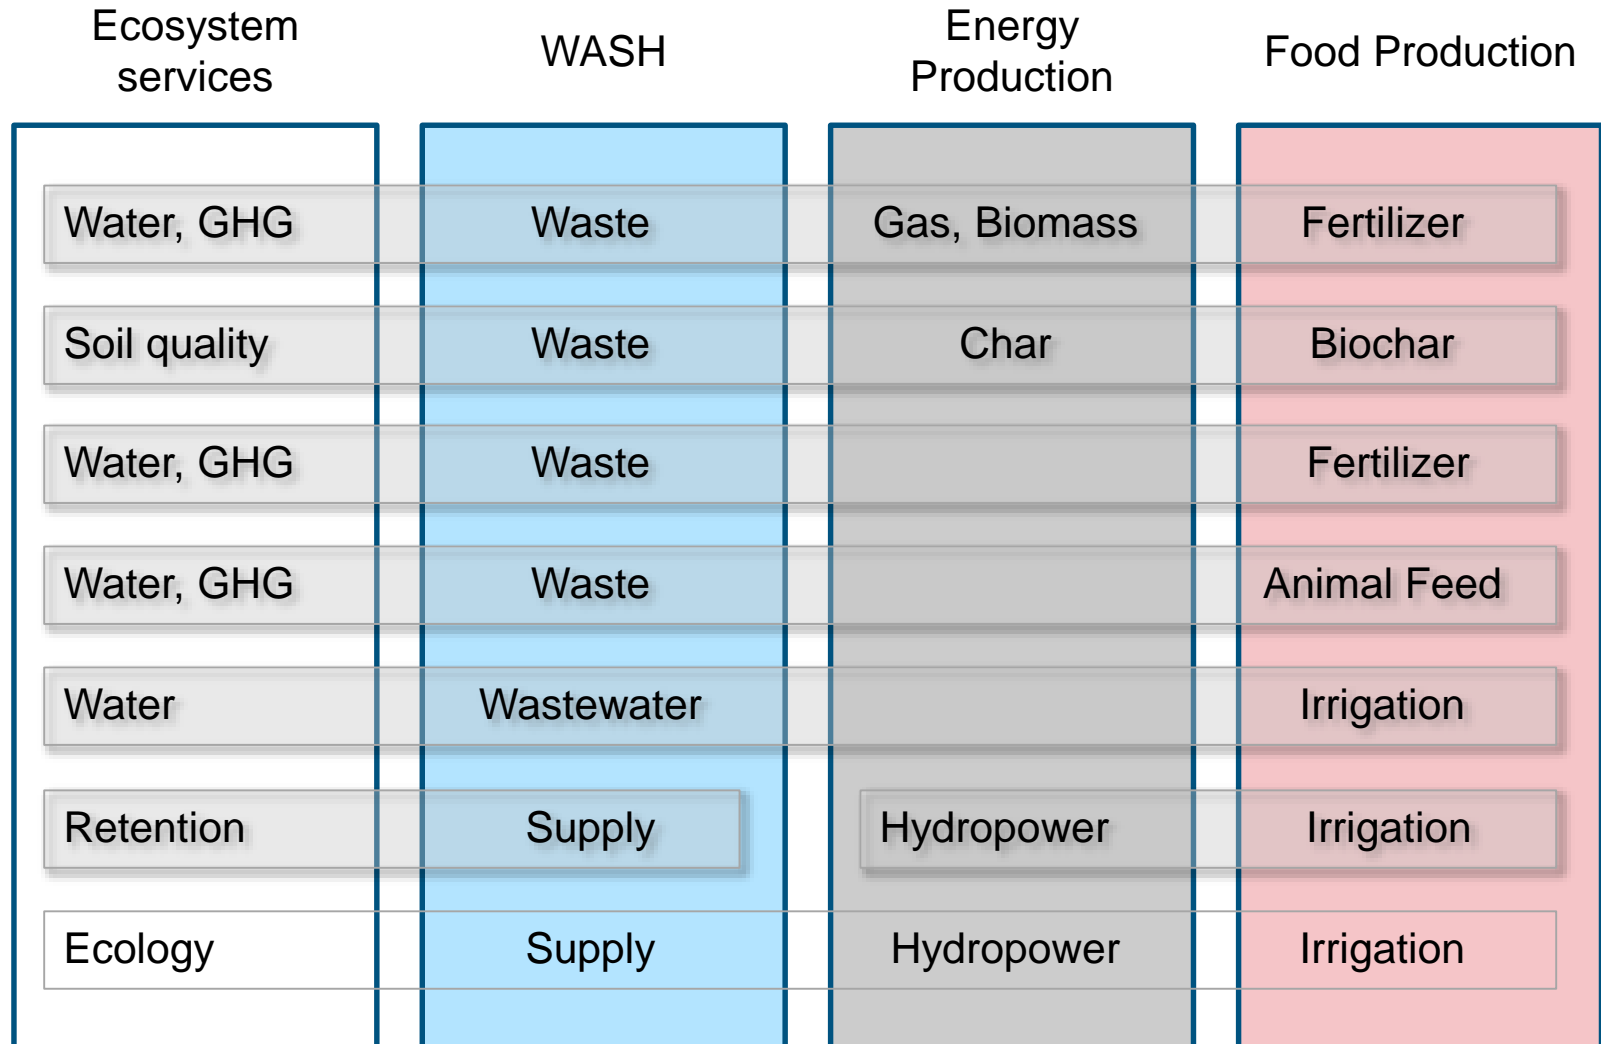 Ecosystem
services
WASH
Energy
Production
Food Production
Water, GHG
Waste
Gas, Biomass
Fertilizer
Soil quality
Waste
Char
Biochar
Water, GHG
Waste
Fertilizer
Water, GHG
Waste
Animal Feed
Water
Wastewater
Irrigation
Retention
Supply
Hydropower
Irrigation
Ecology
Supply
Hydropower
Irrigation